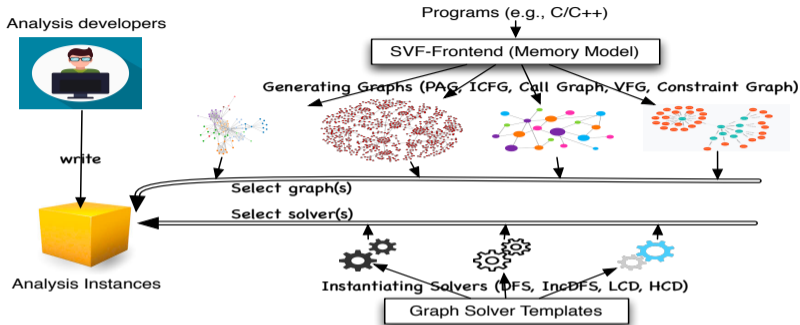 Analysis developers
Programs (e.g., C/C++)
SVF-Frontend (Memory Model)
Generating Graphs (PAG, ICFG, Call Graph, VFG, Constraint Graph)
write
Select graph(s)
Select solver(s)
Analysis Instances
Instantiating Solvers (DFS, IncDFS, LCD, HCD)
Graph Solver Templates